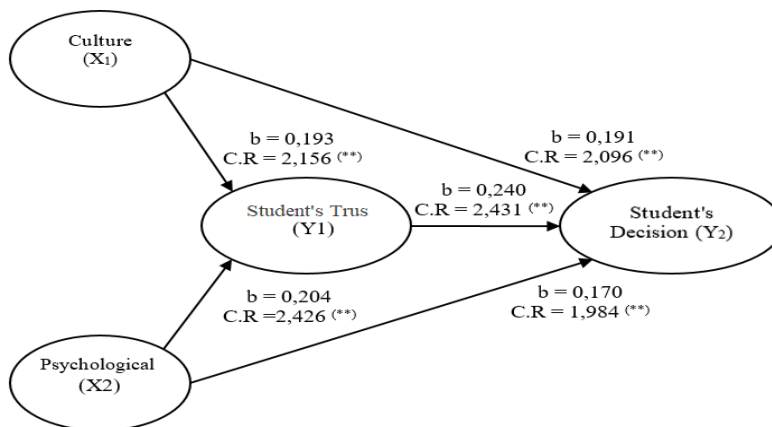 Culture
(X₁)
b = 0,193
C.R = 2,156 (**)
b = 0,191
C.R = 2,096 (**)
b = 0,240
C.R = 2,431 (**)
Student's Trus
(Y1)
Student's
Decision (Y₂)
b = 0,204
C.R =2,426 (**)
b = 0,170
C.R = 1,984 (**)
Psychological
(X2)